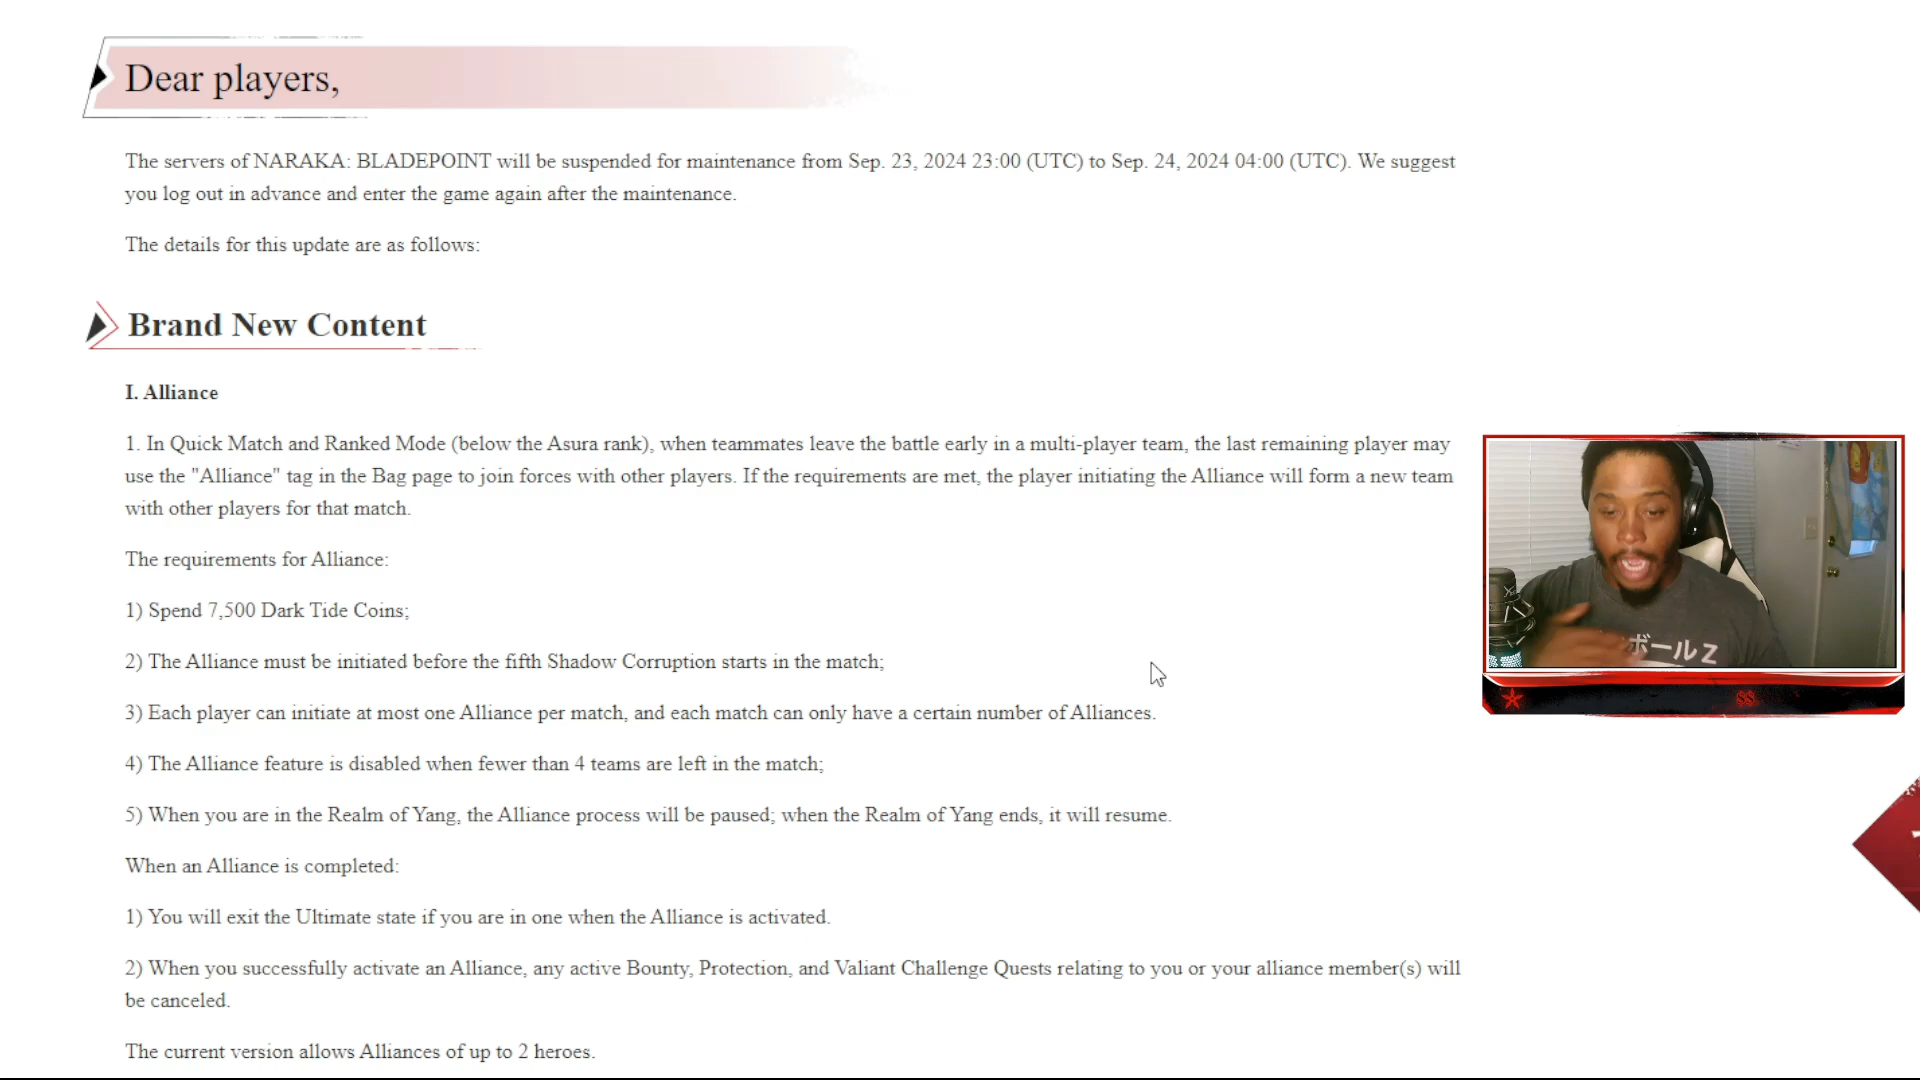 Dear players,
The servers of NARAKA: BLADEPOINT will be suspended for maintenance from Sep. 23, 2024 23:00 (UTC) to Sep. 24, 2024 04:00 (UTC). We suggest
you log out in advance and enter the game again after the maintenance.
The details for this update are as follows:
Brand New Content
I. Alliance
1. In Quick Match and Ranked Mode (below the Asura rank), when teammates leave the battle early in a multi-player team, the last remaining player may
use the "Alliance" tag in the Bag page to join forces with other players. If the requirements are met, the player initiating the Alliance will form a new team
with other players for that match.
The requirements for Alliance:
1) Spend 7,500 Dark Tide Coins;
2) The Alliance must be initiated before the fifth Shadow Corruption starts in the match;
3) Each player can initiate at most one Alliance per match, and each match can only have a certain number of Alliances.
4) The Alliance feature is disabled when fewer than 4 teams are left in the match;
5) When you are in the Realm of Yang, the Alliance process will be paused; when the Realm of Yang ends, it will resume.
When an Alliance is completed:
1) You will exit the Ultimate state if you are in one when the Alliance is activated.
2) When you successfully activate an Alliance, any active Bounty, Protection, and Valiant Challenge Quests relating to you or your alliance member(s) will
be canceled.
The current version allows Alliances of up to 2 heroes.
ボールZ